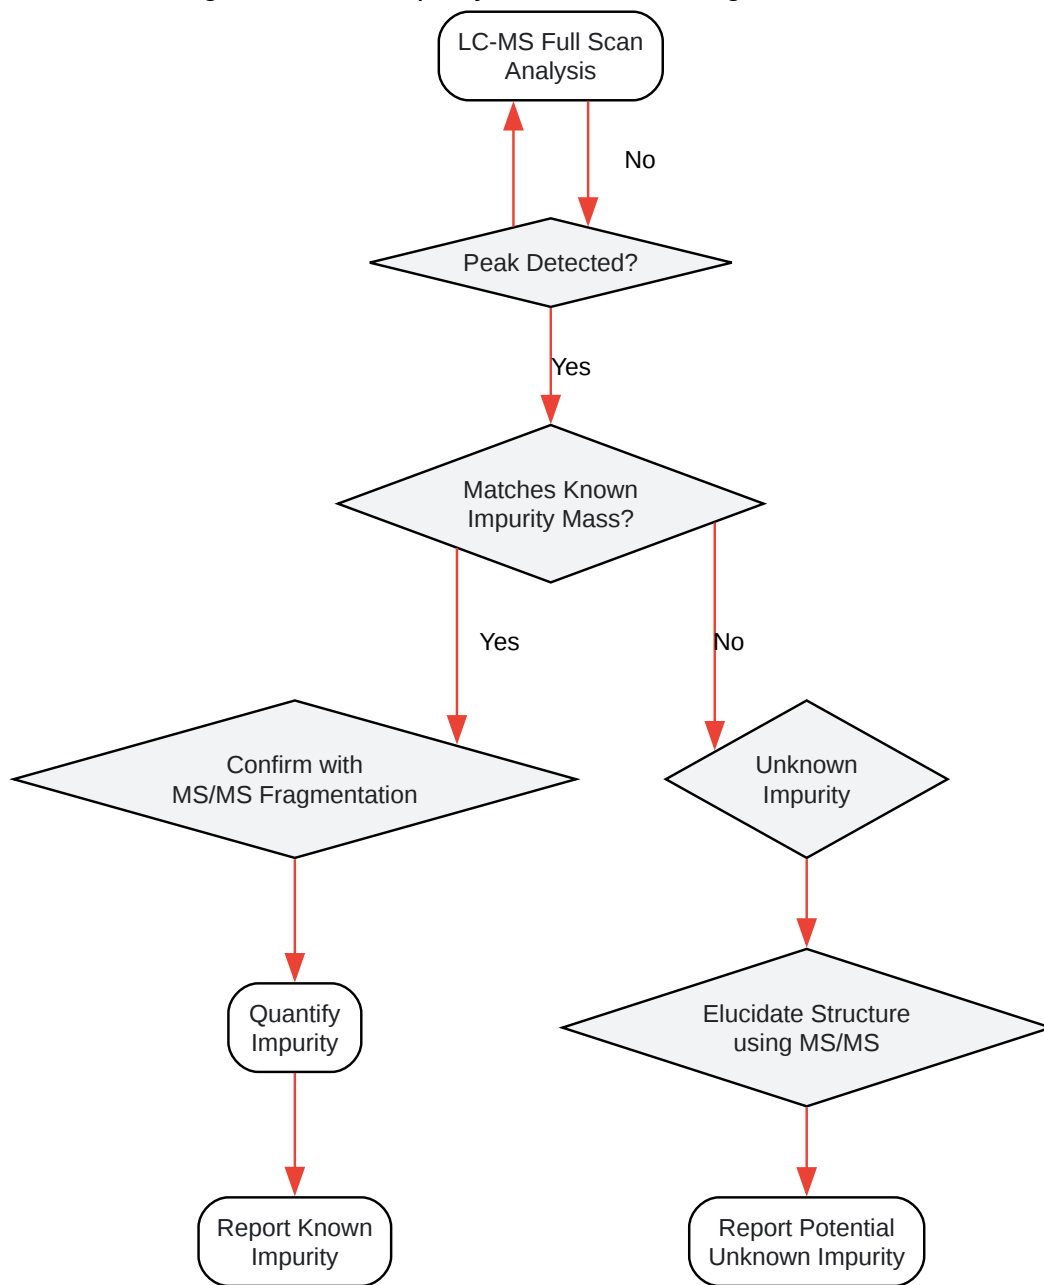 LC-MS Full Scan
Analysis
No
Peak Detected?
Yes
Matches Known
Impurity Mass?
Yes
No
Confirm with
MS/MS Fragmentation
Unknown
Impurity
Quantify
Impurity
Elucidate Structure
using MS/MS
Report Known
Impurity
Report Potential
Unknown Impurity